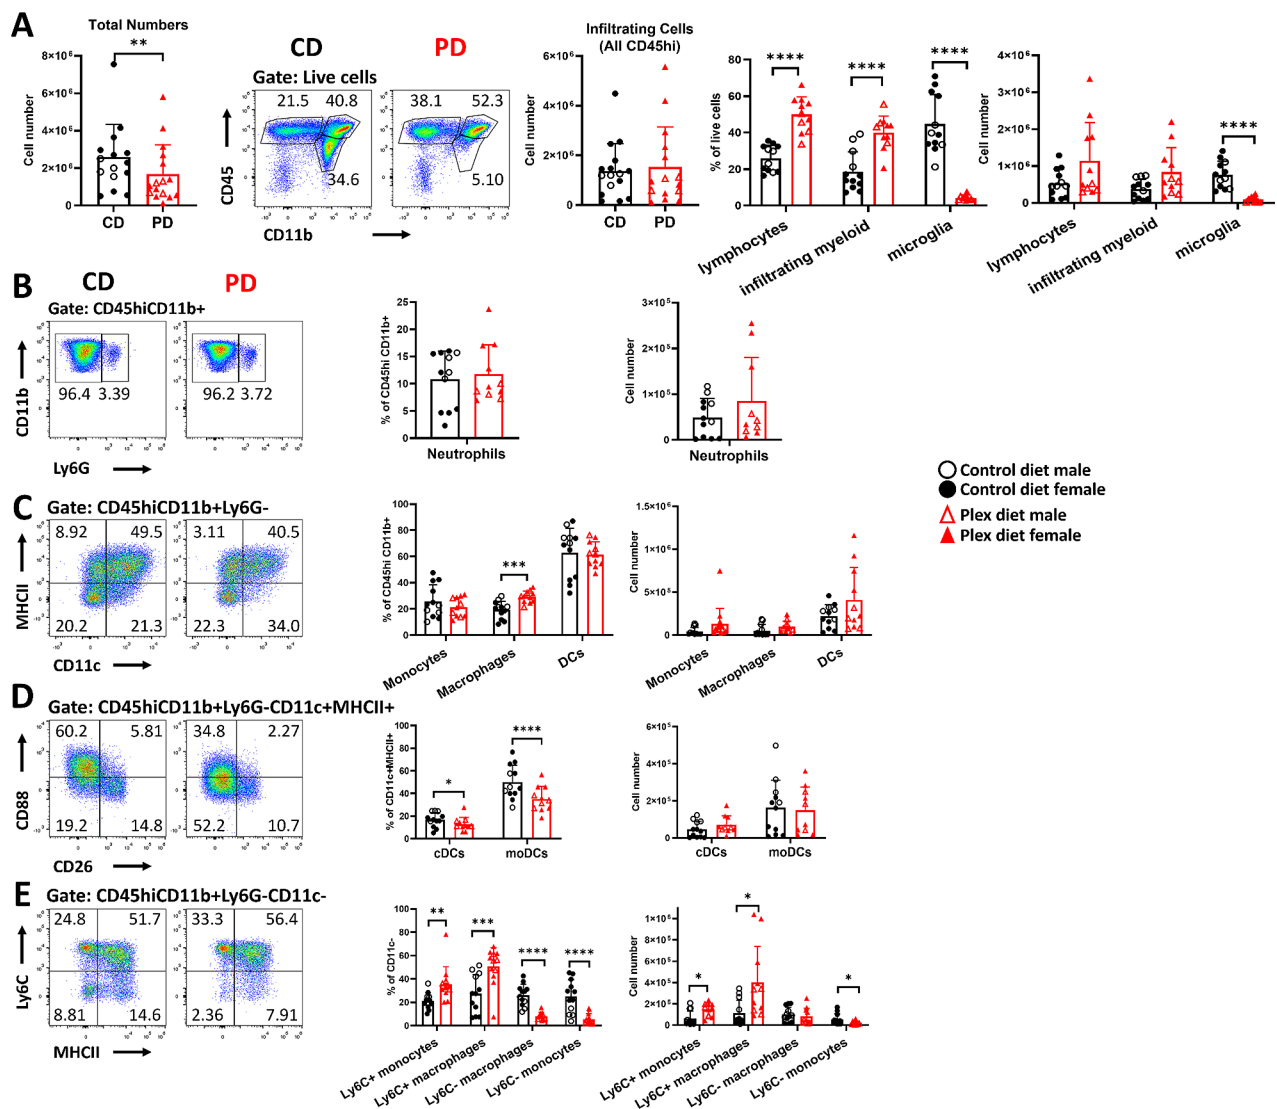 A
Total Numbers
**
Cell number
8×10⁶
6×10⁶
4×10⁶
2×10⁶
0
CD
PD
CD
PD
Gate: Live cells
21.5
40.8
34.6
38.1
52.3
5.10
CD45
CD11b
Infiltrating Cells
(All CD45hi)
Cell number
6×10⁶
4×10⁶
2×10⁶
0
CD
PD
% of live cells
80
60
40
20
0
****
****
****
lymphocytes
infiltrating myeloid
microglia
Cell number
4×10⁶
3×10⁶
2×10⁶
1×10⁶
0
****
lymphocytes
infiltrating myeloid
microglia
B
CD
PD
Gate: CD45hiCD11b+
96.4
3.39
96.2
3.72
CD11b
Ly6G
% of CD45hi CD11b+
25
20
15
10
5
0
Neutrophils
Cell number
3×10⁵
2×10⁵
1×10⁵
0
Neutrophils
Control diet male
Control diet female
Plex diet male
Plex diet female
C
Gate: CD45hiCD11b+Ly6G-
8.92
49.5
20.2
21.3
3.11
40.5
22.3
34.0
MHCII
CD11c
% of CD45hi CD11b+
100
80
60
40
20
0
***
Monocytes
Macrophages
DCs
Cell number
1.5×10⁶
1×10⁶
5×10⁵
0
Monocytes
Macrophages
DCs
D
Gate: CD45hiCD11b+Ly6G-CD11c+MHCII+
60.2
5.81
19.2
14.8
34.8
2.27
52.2
10.7
CD88
CD26
% of CD11c+MHCII+
100
80
60
40
20
0
*
****
cDCs
moDCs
Cell number
6×10⁵
4×10⁵
2×10⁵
0
cDCs
moDCs
E
Gate: CD45hiCD11b+Ly6G-CD11c-
24.8
51.7
8.81
14.6
33.3
56.4
2.36
7.91
Ly6C
MHCII
% of CD11c-
100
80
60
40
20
0
**
***
****
****
Ly6C+ monocytes
Ly6C+ macrophages
Ly6C- macrophages
Ly6C- monocytes
Cell number
1×10⁶
8×10⁵
6×10⁵
4×10⁵
2×10⁵
0
*
*
*
Ly6C+ monocytes
Ly6C+ macrophages
Ly6C- macrophages
Ly6C- monocytes